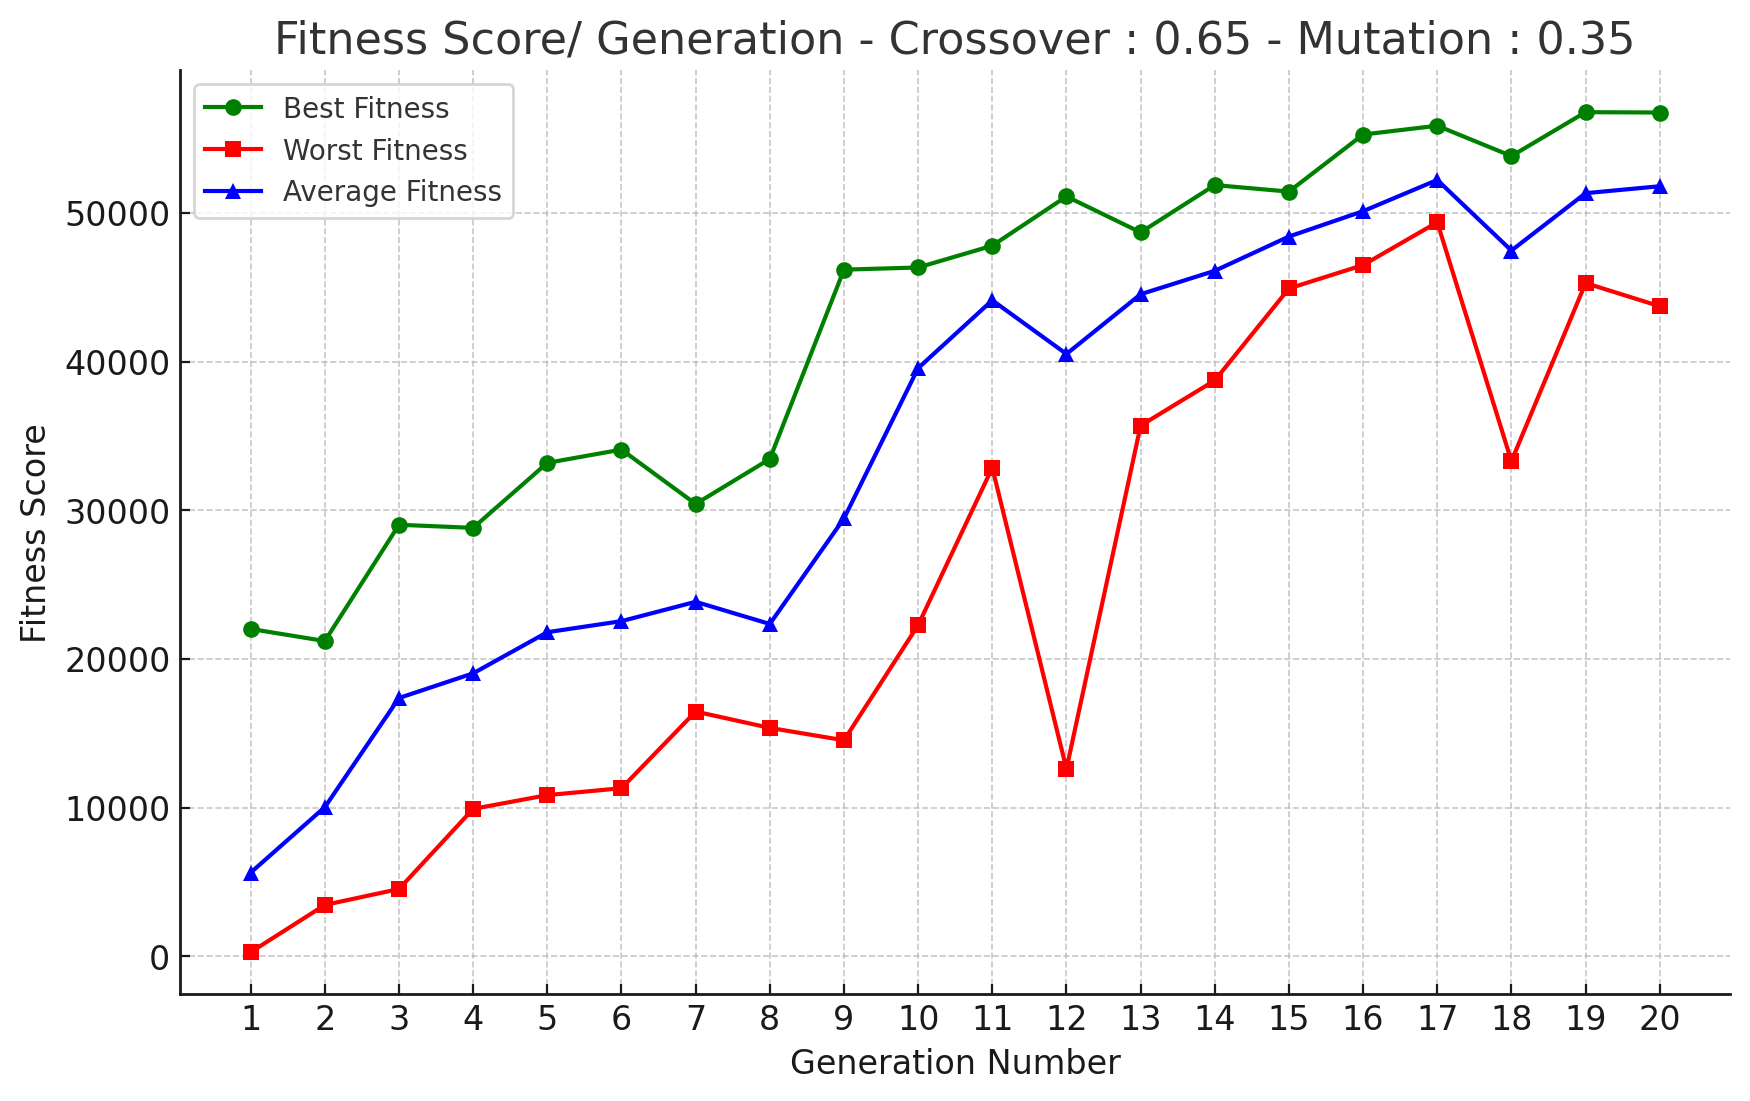 Fitness Score/ Generation - Crossover : 0.65 - Mutation : 0.35
Best Fitness
Worst Fitness
Average Fitness
50000
40000
30000
20000
10000
0
Fitness Score
1 2 3 4 5 6 7 8 9 10 11 12 13 14 15 16 17 18 19 20
Generation Number